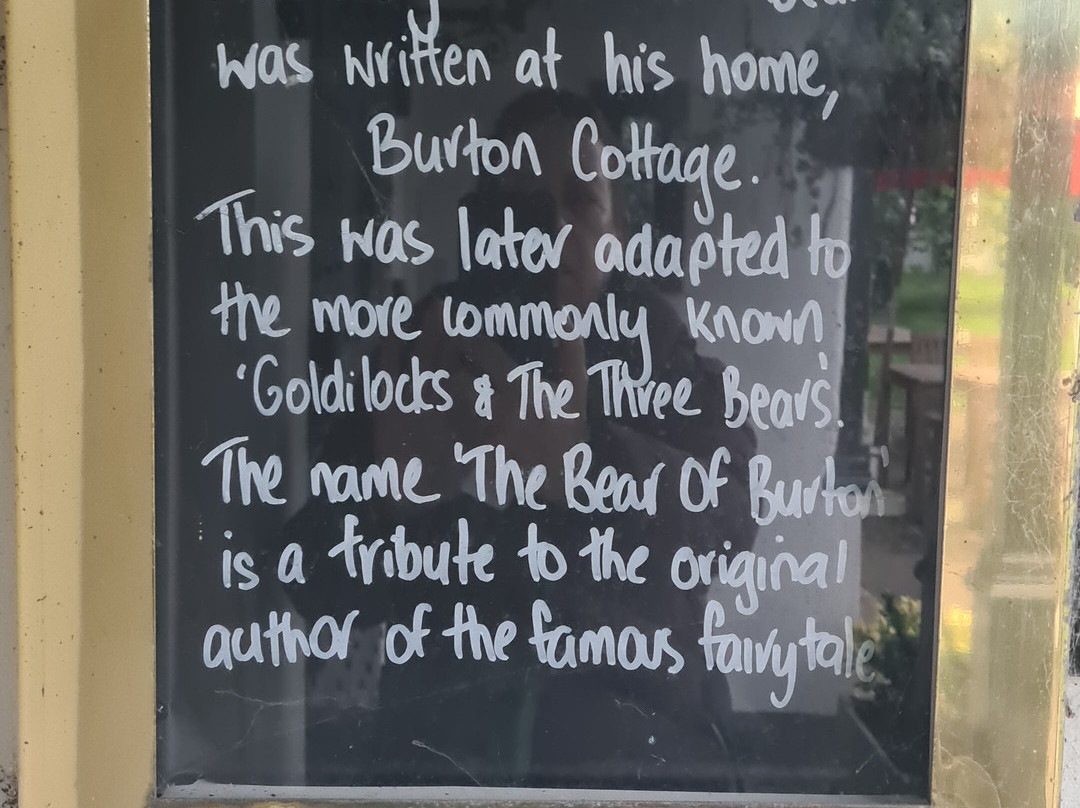 was written at his home,
Burton Cottage.
This was later adapted to
the more commonly known
'Goldilocks & The Three Bears'.
The name 'The Bear Of Burton'
is a tribute to the original
author of the famous fairytale